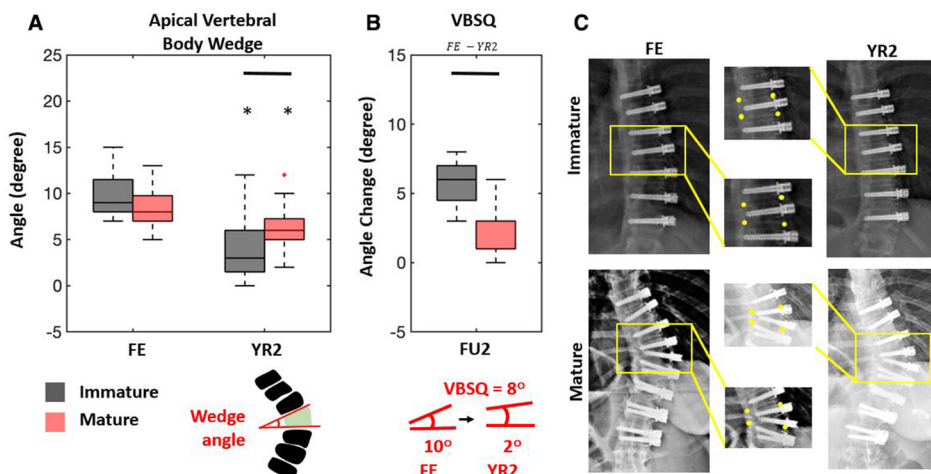 A
Apical Vertebral
Body Wedge
Angle (degree)
25
20
15
10
5
0
-5
*
*
FE
YR2
Immature
Mature
Wedge
angle
B
VBSQ
FE - YR2
Angle Change (degree)
15
10
5
0
-5
FU2
VBSQ = 8°
10°
2°
FE
YR2
C
FE
YR2
Immature
Mature